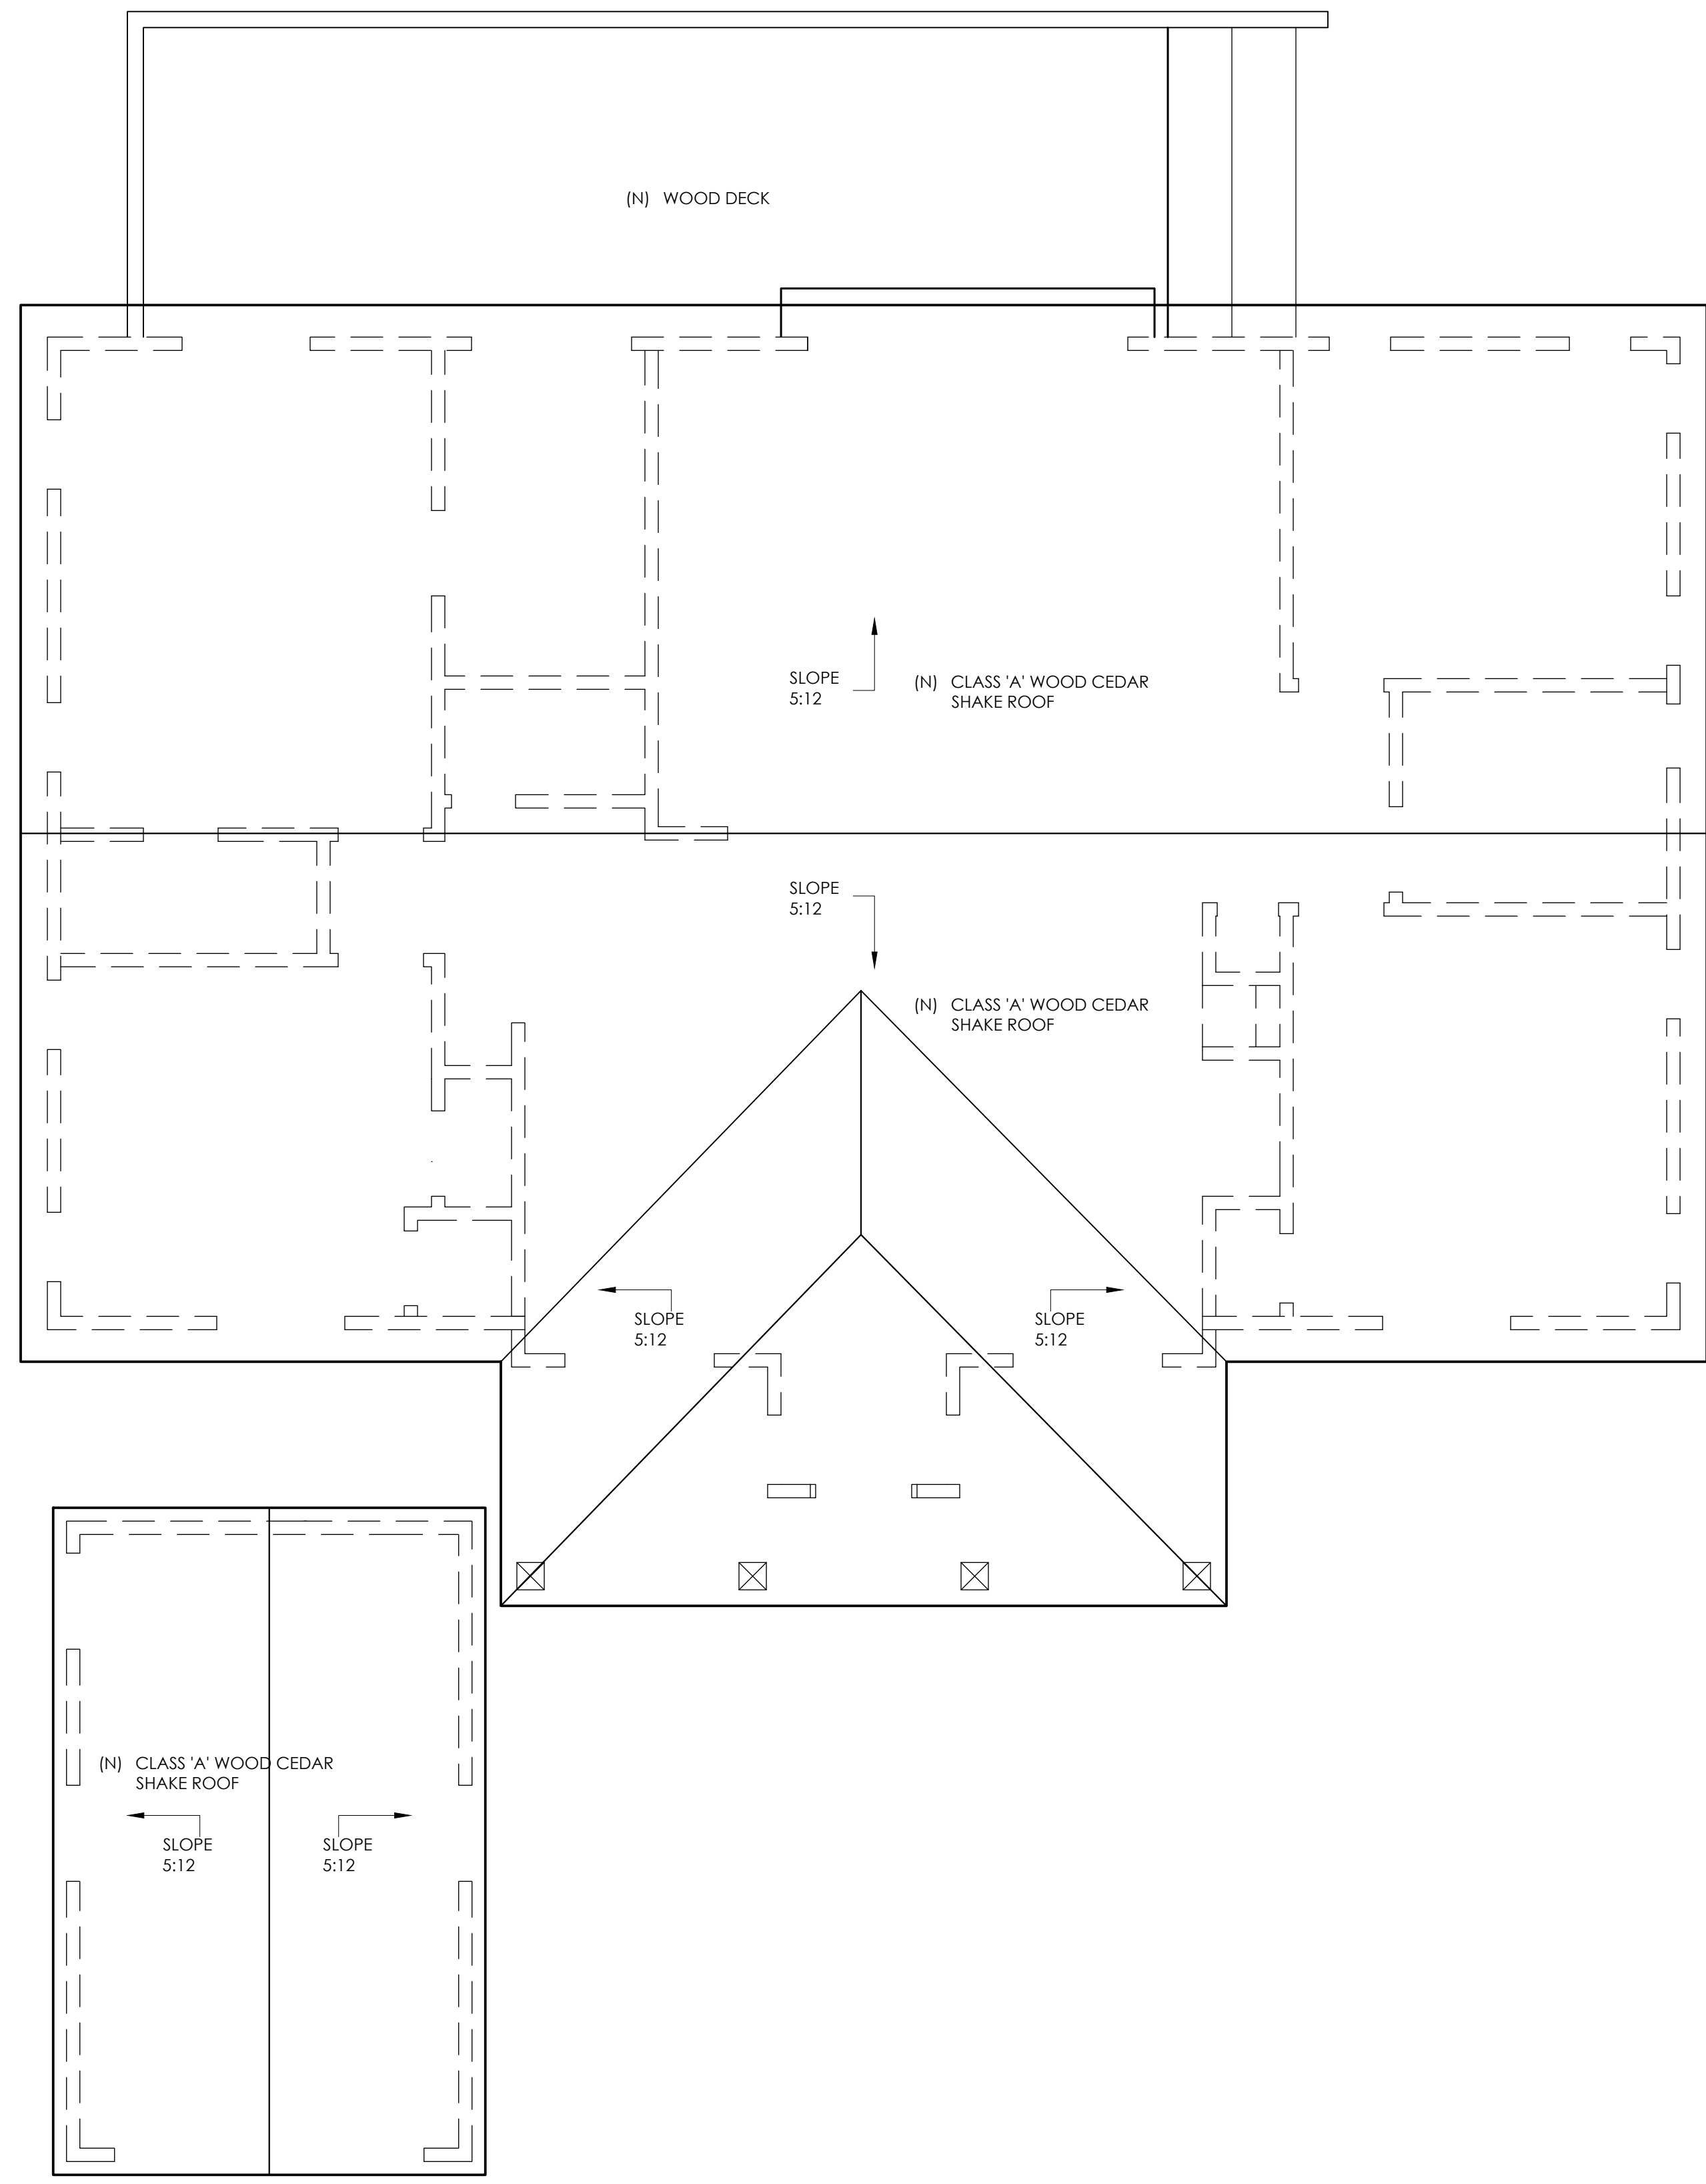 (N) WOOD DECK
SLOPE
5:12
(N) CLASS 'A' WOOD CEDAR
SHAKE ROOF
SLOPE
5:12
(N) CLASS 'A' WOOD CEDAR
SHAKE ROOF
SLOPE
5:12
SLOPE
5:12
(N) CLASS 'A' WOOD CEDAR
SHAKE ROOF
SLOPE
5:12
SLOPE
5:12